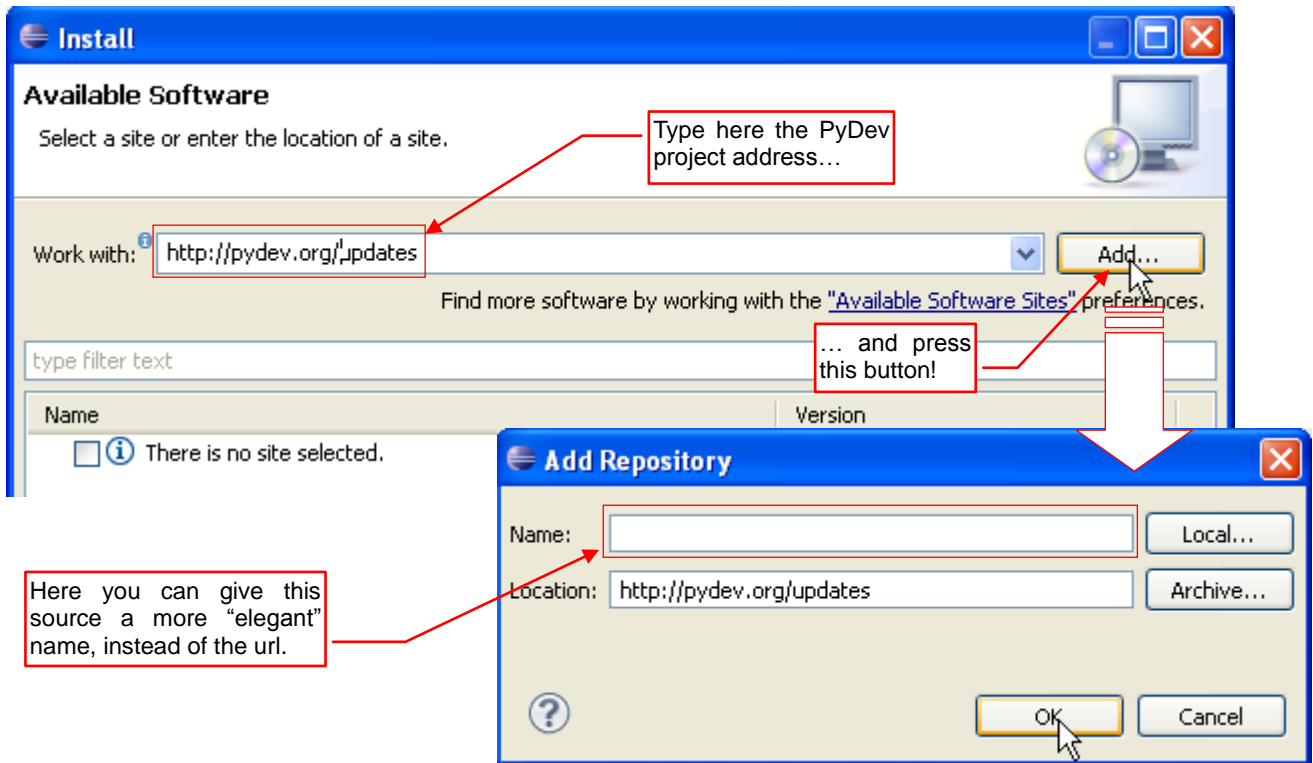 Install
Available Software
Select a site or enter the location of a site.
Type here the PyDev
project address…
Work with:
http://pydev.org/updates
Add...
Find more software by working with the "Available Software Sites" preferences.
… and press
this button!
type filter text
Name
Version
There is no site selected.
Add Repository
Name:
Local...
Here you can give this
source a more “elegant”
name, instead of the url.
Location:
http://pydev.org/updates
Archive...
OK
Cancel